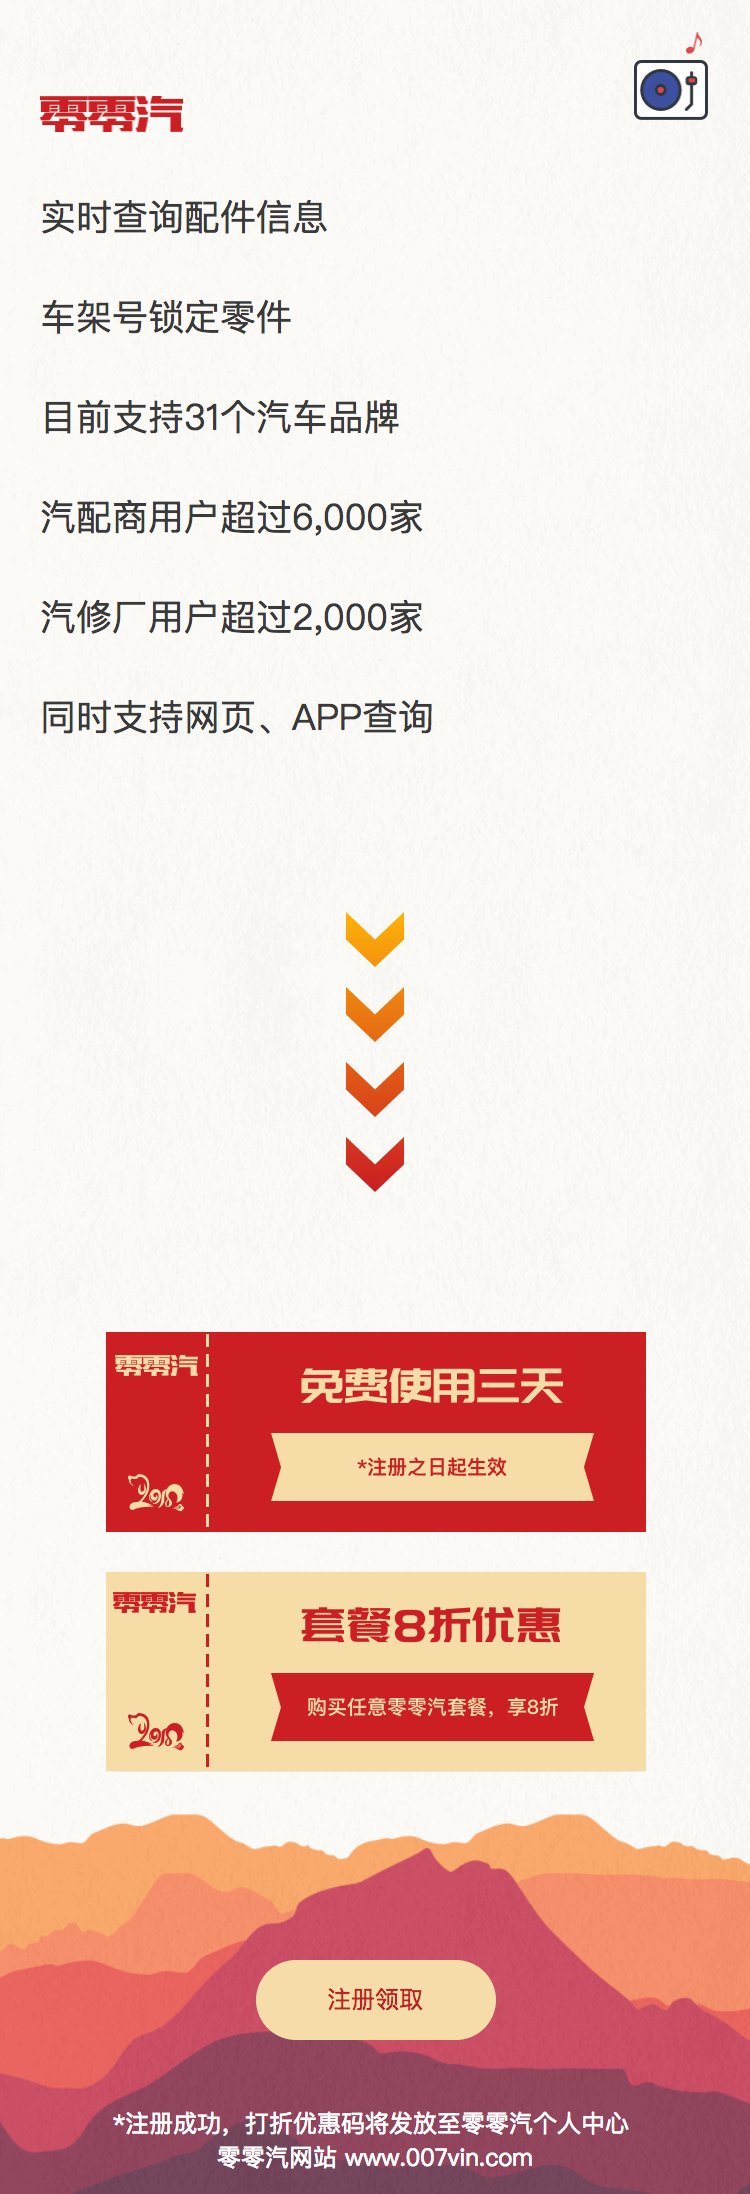 零零汽
实时查询配件信息
车架号锁定零件
目前支持31个汽车品牌
汽配商用户超过6,000家
汽修厂用户超过2,000家
同时支持网页、APP查询
零零汽
免费使用三天
*注册之日起生效
2018
零零汽
套餐8折优惠
购买任意零零汽套餐，享8折
2018
注册领取
*注册成功，打折优惠码将发放至零零汽个人中心
零零汽网站 www.007vin.com